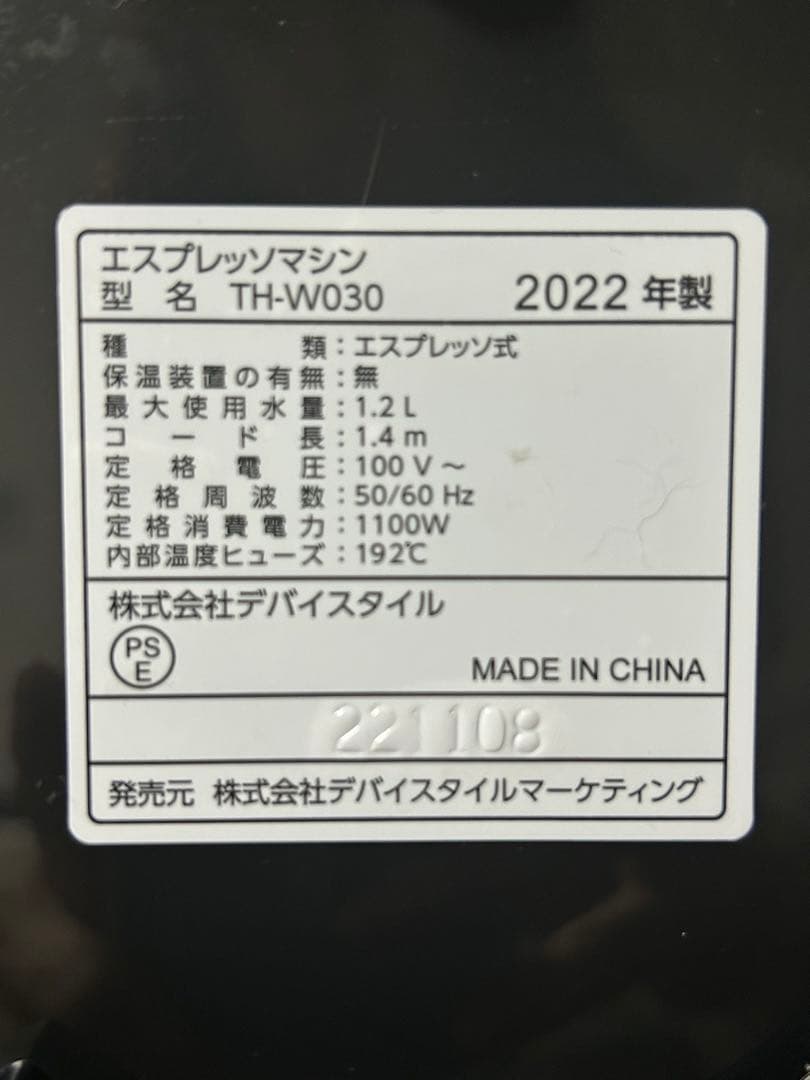 エスプレッソマシン
型名 TH-W030 2022年製
種類：エスプレッソ式
保温装置の有無：無
最大使用水量：1.2 L
コード長：1.4 m
定格電圧：100 V～
定格周波数：50/60 Hz
定格消費電力：1100W
内部温度ヒューズ：192℃
株式会社デバイスタイル
PS
E
MADE IN CHINA
221108
発売元 株式会社デバイスタイルマーケティング